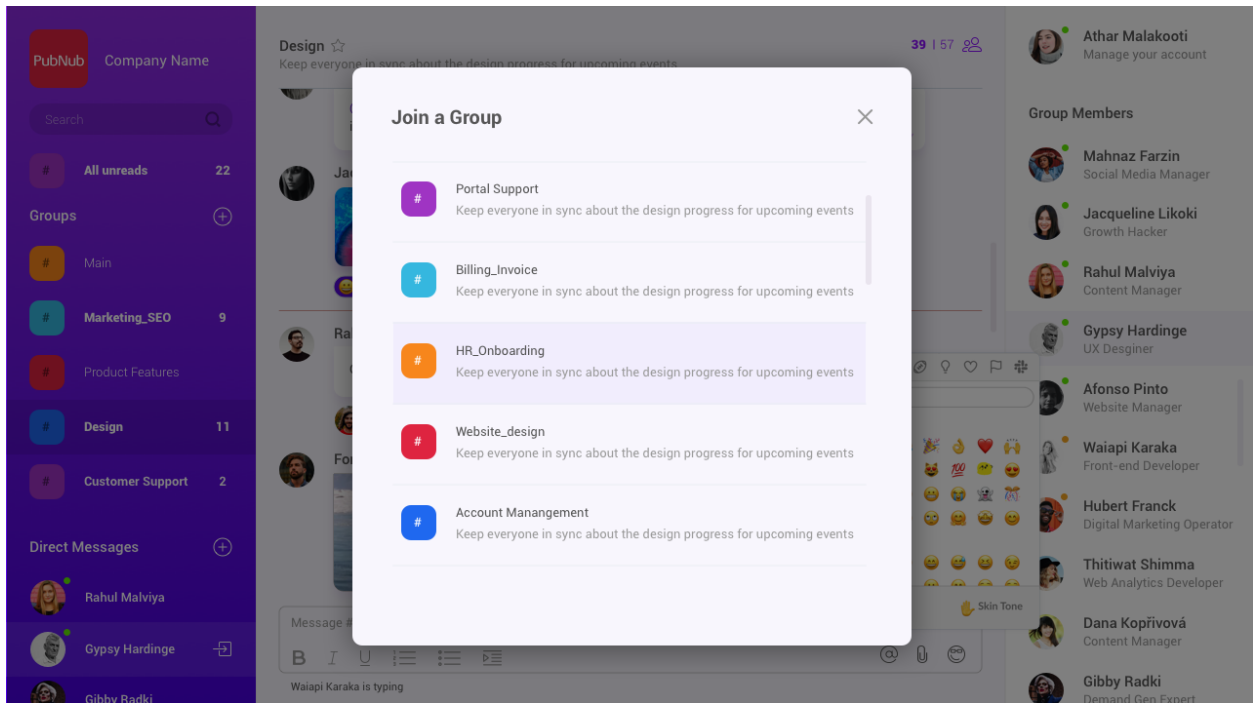 PubNub
Company Name
Search
# All unreads 22
Groups
# Main
# Marketing_SEO 9
# Product Features
# Design 11
# Customer Support 2
Direct Messages
Rahul Malviya
Gypsy Hardinge
Gibby Radki
Design
39 | 57
Keep everyone in sync about the design progress for upcoming events
Message #
B I U
Waiapi Karaka is typing
Join a Group
# Portal Support
Keep everyone in sync about the design progress for upcoming events
# Billing_Invoice
Keep everyone in sync about the design progress for upcoming events
# HR_Onboarding
Keep everyone in sync about the design progress for upcoming events
# Website_design
Keep everyone in sync about the design progress for upcoming events
# Account Manangement
Keep everyone in sync about the design progress for upcoming events
Skin Tone
Athar Malakooti
Manage your account
Group Members
Mahnaz Farzin
Social Media Manager
Jacqueline Likoki
Growth Hacker
Rahul Malviya
Content Manager
Gypsy Hardinge
UX Desginer
Afonso Pinto
Website Manager
Waiapi Karaka
Front-end Developer
Hubert Franck
Digital Marketing Operator
Thitiwat Shimma
Web Analytics Developer
Dana Kopřivová
Content Manager
Gibby Radki
Demand Gen Expert